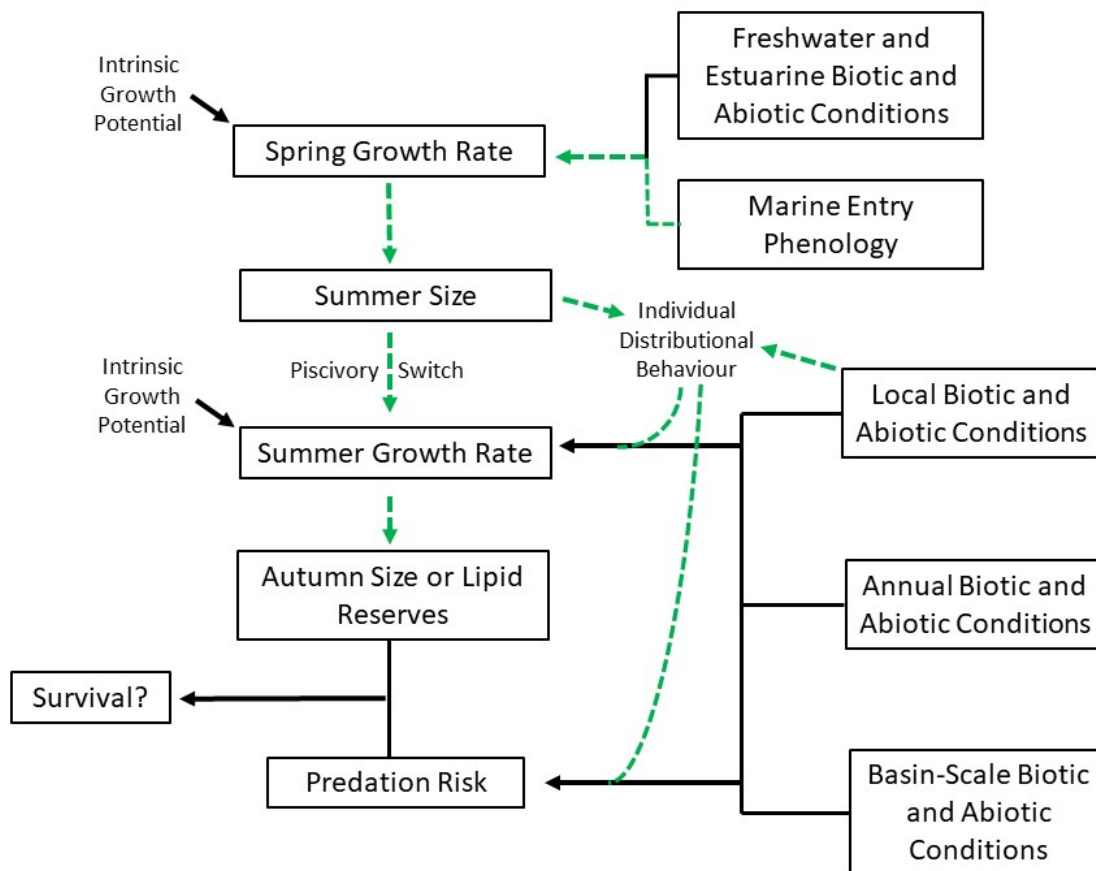 Intrinsic
Growth
Potential
Freshwater and
Estuarine Biotic and
Abiotic Conditions
Spring Growth Rate
Marine Entry
Phenology
Summer Size
Individual
Distributional
Behaviour
Piscivory Switch
Intrinsic
Growth
Potential
Local Biotic and
Abiotic Conditions
Summer Growth Rate
Autumn Size or Lipid
Reserves
Annual Biotic and
Abiotic Conditions
Survival?
Predation Risk
Basin-Scale Biotic
and Abiotic
Conditions